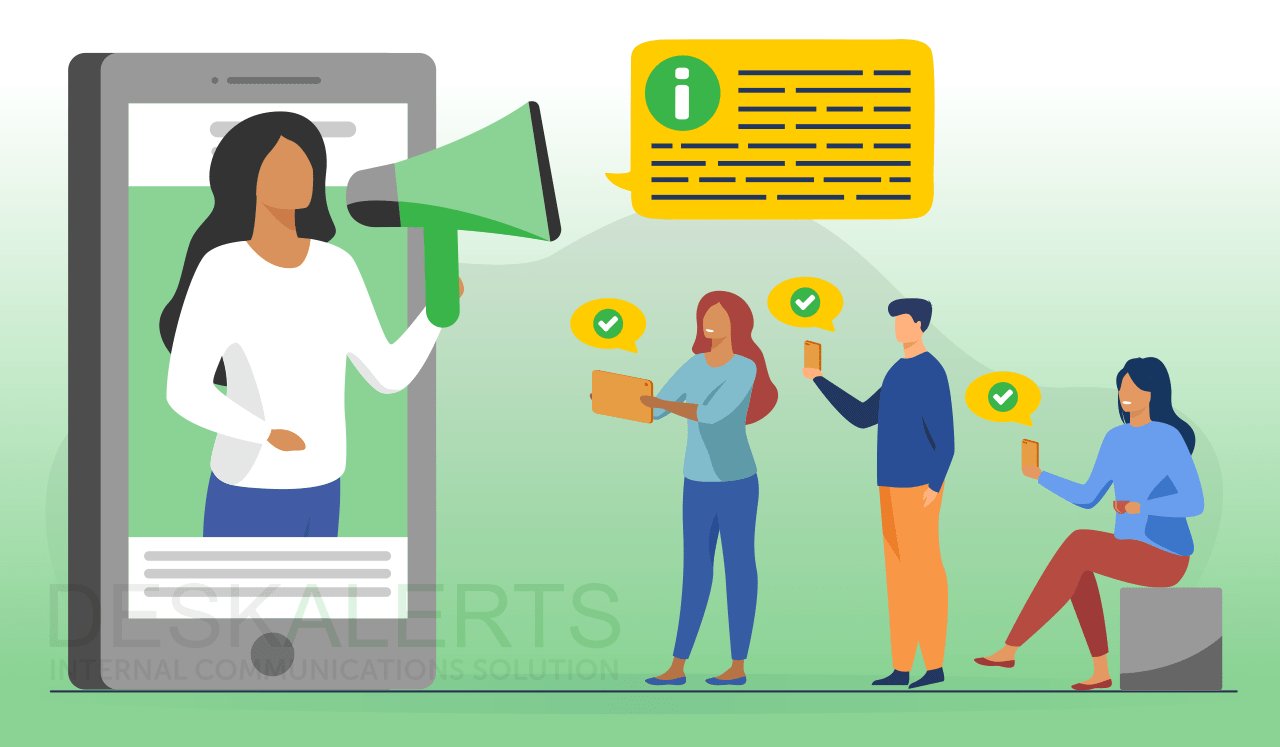 DESKALERTS
INTERNAL COMMUNICATIONS SOLUTION